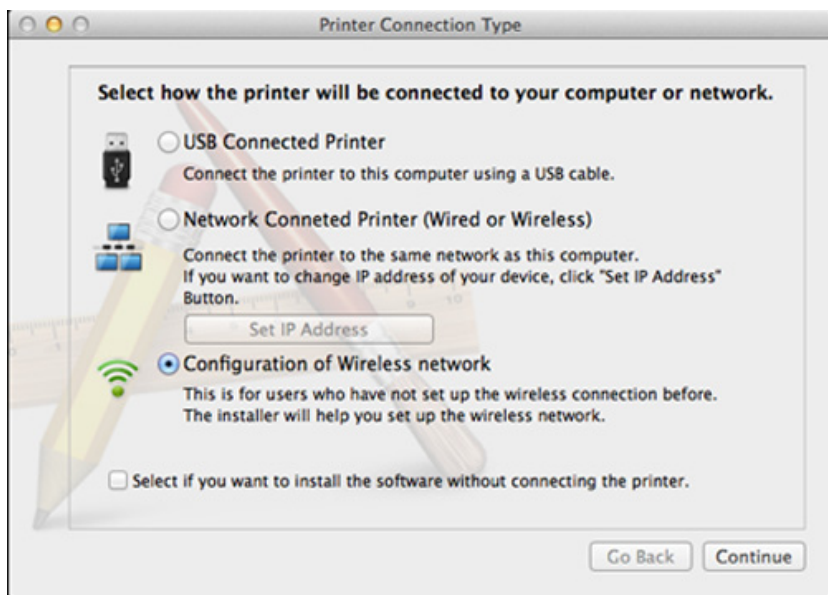 Printer Connection Type
Select how the printer will be connected to your computer or network.
USB Connected Printer
Connect the printer to this computer using a USB cable.
Network Conneted Printer (Wired or Wireless)
Connect the printer to the same network as this computer.
If you want to change IP address of your device, click "Set IP Address"
Button.
Set IP Address
Configuration of Wireless network
This is for users who have not set up the wireless connection before.
The installer will help you set up the wireless network.
Select if you want to install the software without connecting the printer.
Go Back
Continue